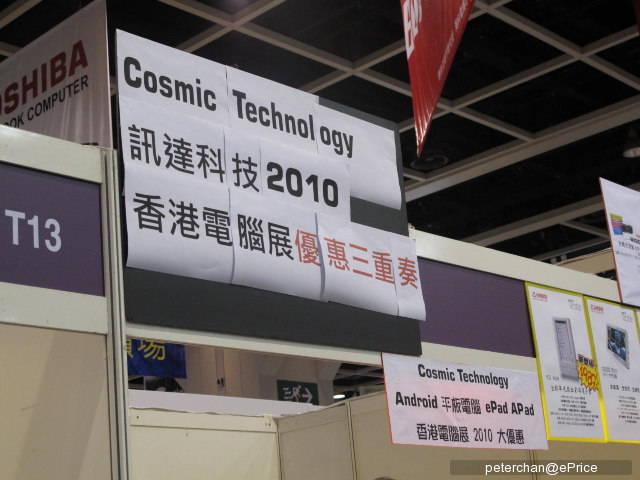 OSHIBA
OOK COMPUTER
T13
Cosmic Technology
訊達科技 2010
香港電腦展優惠三重奏
Cosmic Technology
Android 平板電腦 ePad APad
香港電腦展 2010 大優惠
peterchan@ePrice